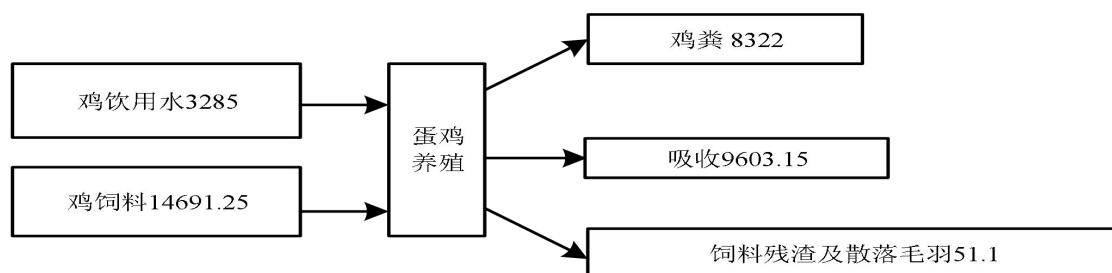 鸡饮用水3285
鸡饲料14691.25
蛋鸡
养殖
鸡粪 8322
吸收9603.15
饲料残渣及散落毛羽51.1